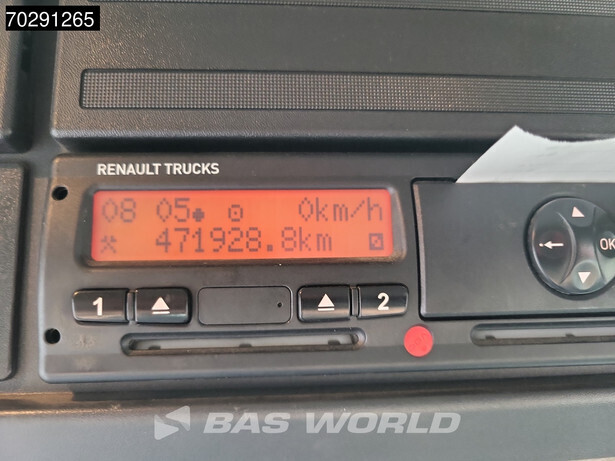 70291265
RENAULT TRUCKS
08 05 0km/h
471928.8km
1 2
OK
BAS WORLD